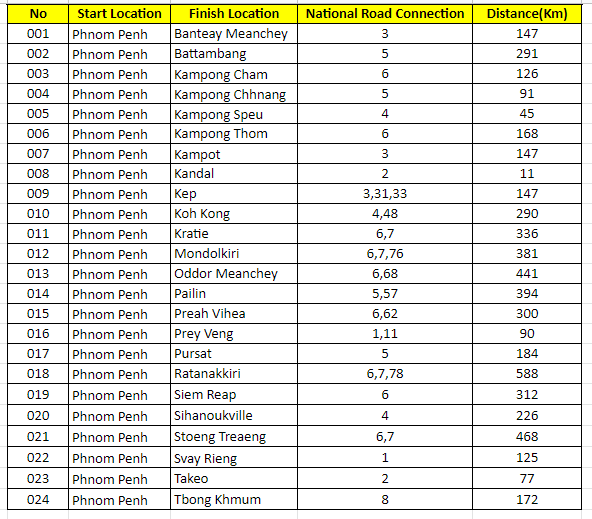 No Start Location Finish Location National Road Connection Distance(Km)
001 Phnom Penh Banteay Meanchey 3 147
002 Phnom Penh Battambang 5 291
003 Phnom Penh Kampong Cham 6 126
004 Phnom Penh Kampong Chhnang 5 91
005 Phnom Penh Kampong Speu 4 45
006 Phnom Penh Kampong Thom 6 168
007 Phnom Penh Kampot 3 147
008 Phnom Penh Kandal 2 11
009 Phnom Penh Kep 3,31,33 147
010 Phnom Penh Koh Kong 4,48 290
011 Phnom Penh Kratie 6,7 336
012 Phnom Penh Mondolkiri 6,7,76 381
013 Phnom Penh Oddor Meanchey 6,68 441
014 Phnom Penh Pailin 5,57 394
015 Phnom Penh Preah Vihea 6,62 300
016 Phnom Penh Prey Veng 1,11 90
017 Phnom Penh Pursat 5 184
018 Phnom Penh Ratanakkiri 6,7,78 588
019 Phnom Penh Siem Reap 6 312
020 Phnom Penh Sihanoukville 4 226
021 Phnom Penh Stoeng Treaeng 6,7 468
022 Phnom Penh Svay Rieng 1 125
023 Phnom Penh Takeo 2 77
024 Phnom Penh Tbong Khmum 8 172